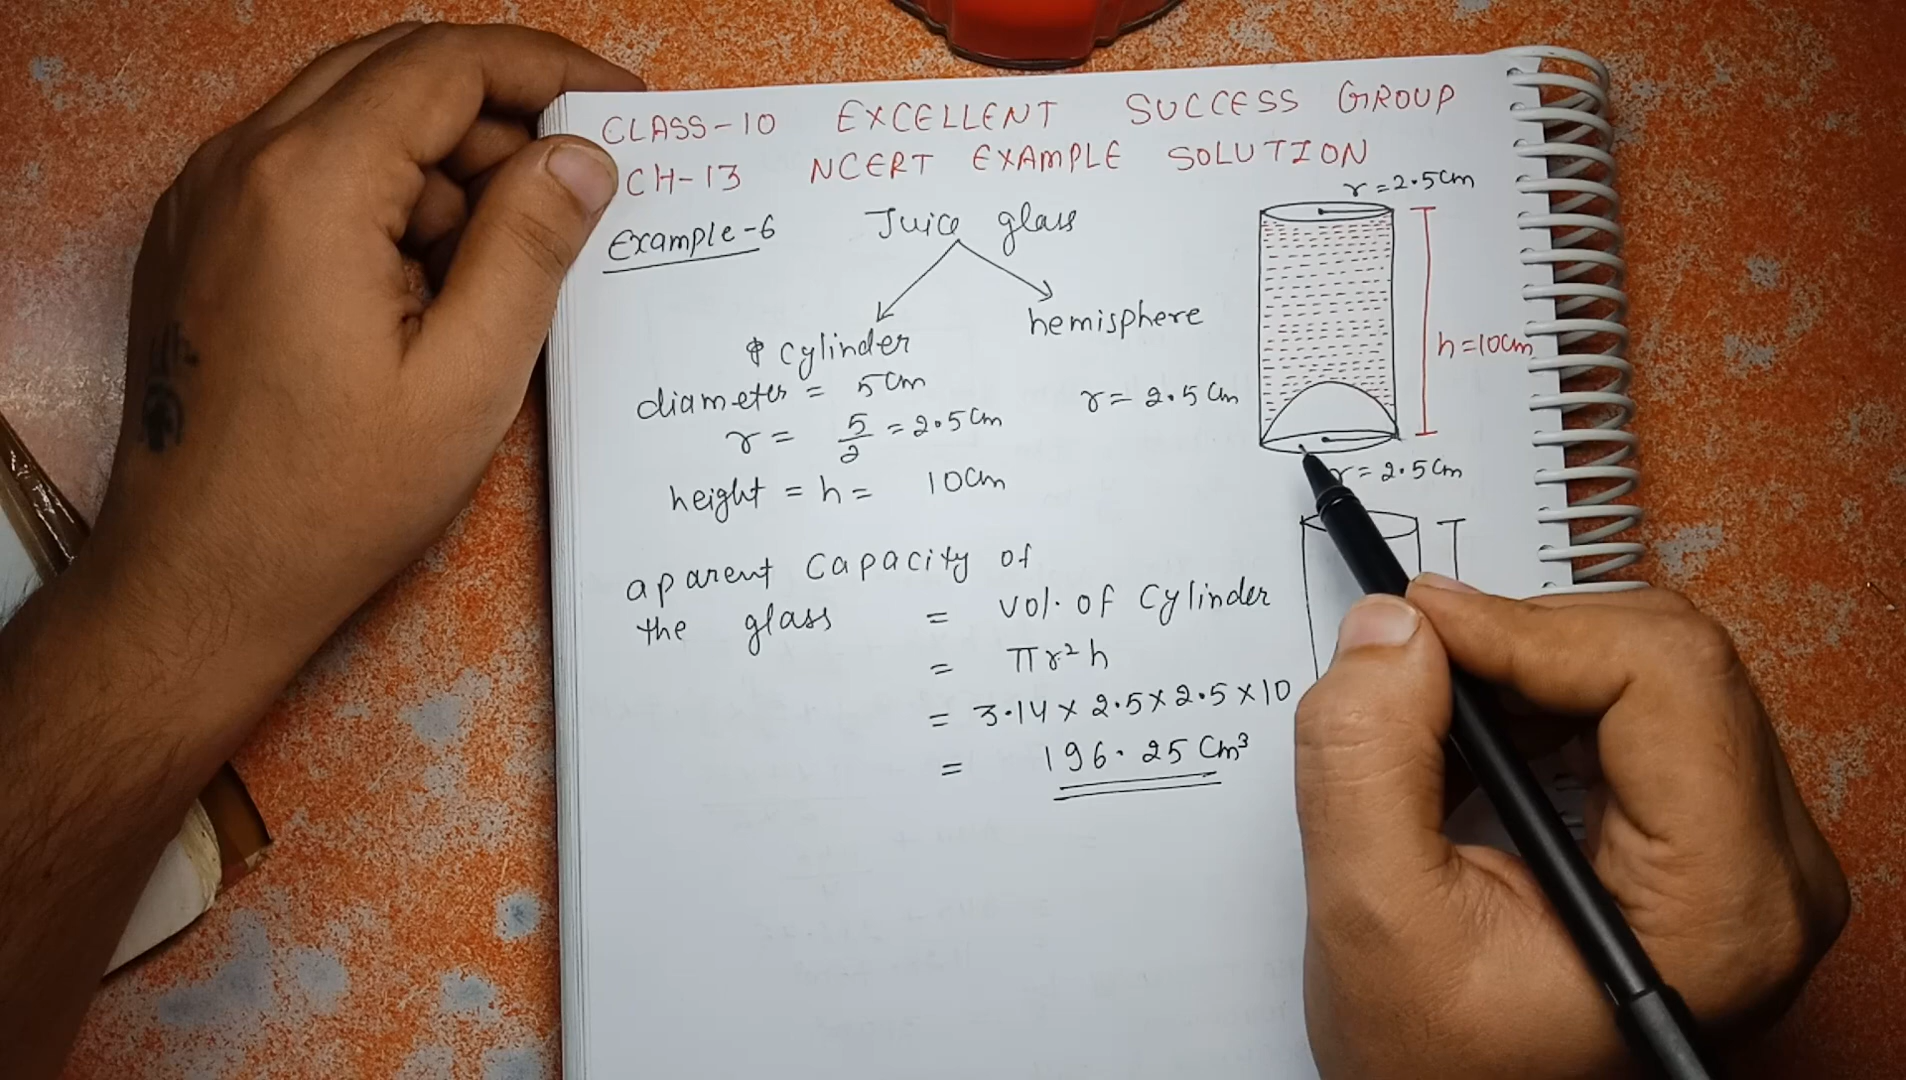 CLASS-10 EXCELLENT SUCCESS GROUP
CH-13 NCERT EXAMPLE SOLUTION
Example-6 Juice glass
cylinder hemisphere
diameter = 5cm
r = 5/2 = 2.5cm
r = 2.5cm
height = h = 10cm
r = 2.5cm
h = 10cm
r = 2.5cm
aparent capacity of
the glass = Vol. of Cylinder
= πr²h
= 3.14 × 2.5 × 2.5 × 10
= 196.25 Cm³